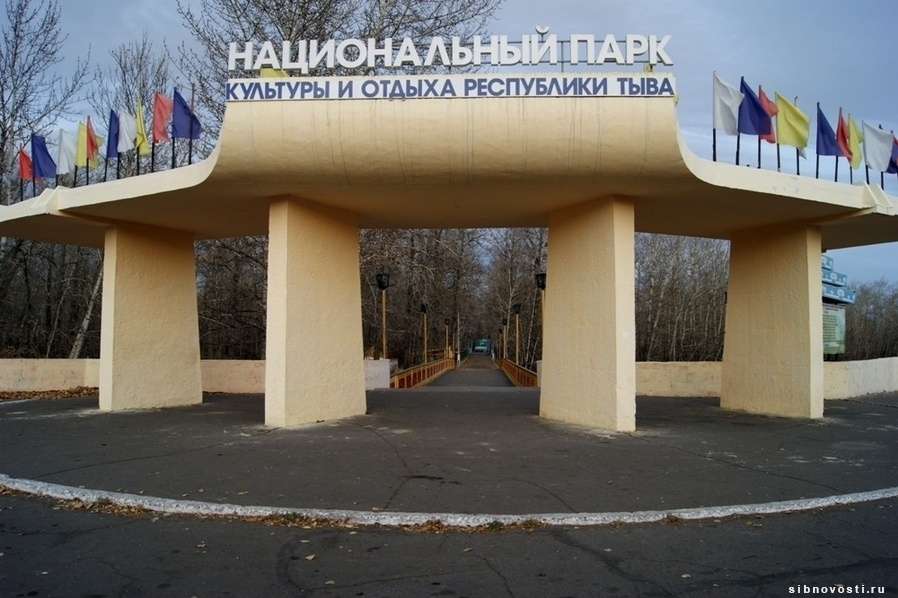 НАЦИОНАЛЬНЫЙ ПАРК
КУЛЬТУРЫ И ОТДЫХА РЕСПУБЛИКИ ТЫВА
sibnovosti.ru